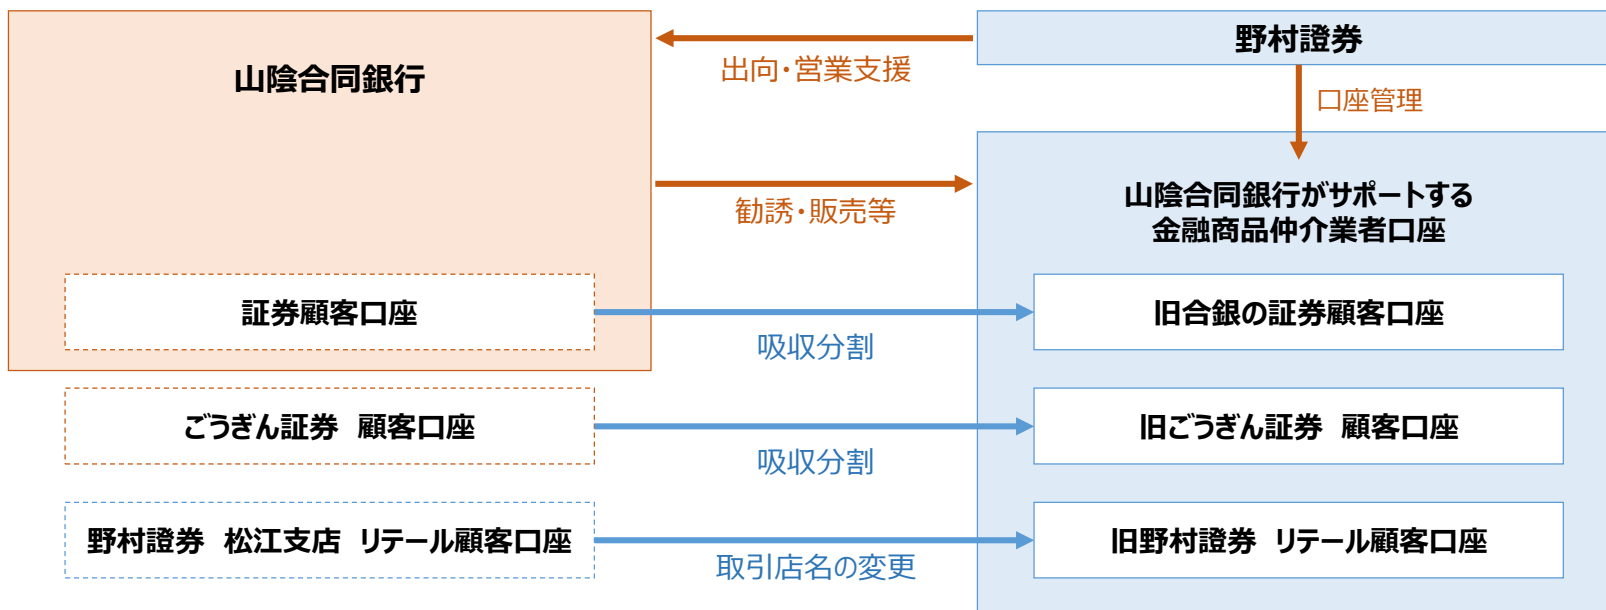 野村證券
出向・営業支援
山陰合同銀行
口座管理
勧誘・販売等
山陰合同銀行がサポートする
金融商品仲介業者口座
証券顧客口座
吸収分割
旧合銀の証券顧客口座
ごうぎん証券　顧客口座
吸収分割
旧ごうぎん証券　顧客口座
野村證券　松江支店　リテール顧客口座
取引店名の変更
旧野村證券　リテール顧客口座